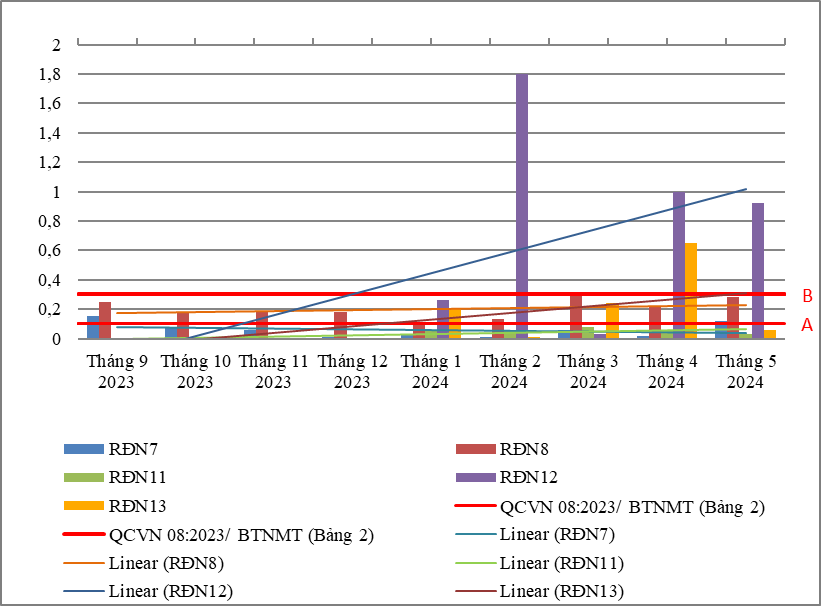 2
1,8
1,6
1,4
1,2
1
0,8
0,6
0,4
0,2
0
B
A
Tháng 9 2023
Tháng 10 2023
Tháng 11 2023
Tháng 12 2023
Tháng 1 2024
Tháng 2 2024
Tháng 3 2024
Tháng 4 2024
Tháng 5 2024
RĐN7
RĐN8
RĐN11
RĐN12
RĐN13
QCVN 08:2023/ BTNMT (Bảng 2)
QCVN 08:2023/ BTNMT (Bảng 2)
Linear (RĐN7)
Linear (RĐN8)
Linear (RĐN11)
Linear (RĐN12)
Linear (RĐN13)